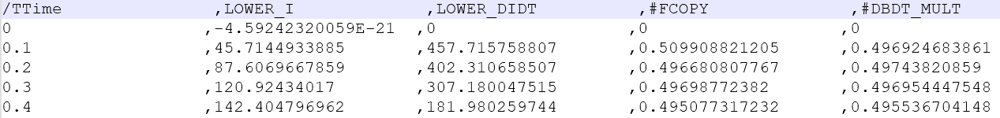 /TTime ,LOWER_I ,LOWER_DIDT ,#FCOPY ,#DBDT_MULT
0 ,-4.59242320059E-21 ,0 ,0 ,0
0.1 ,45.7144933885 ,457.715758807 ,0.509908821205 ,0.496924683861
0.2 ,87.6069667859 ,402.310658507 ,0.496680807767 ,0.49743820859
0.3 ,120.92434017 ,307.180047515 ,0.49698772382 ,0.496954447548
0.4 ,142.404796962 ,181.980259744 ,0.495077317232 ,0.495536704148